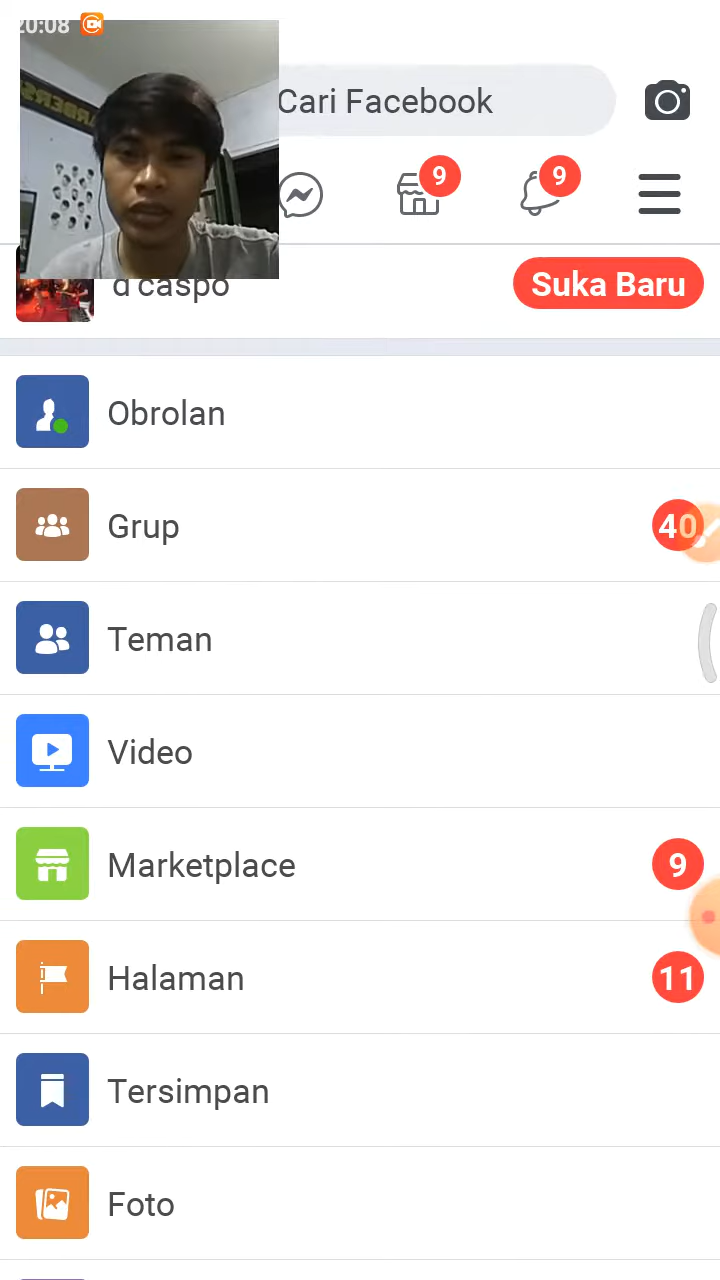 20:08
Cari Facebook
9
9
d'caspo
Suka Baru
Obrolan
Grup
40
Teman
Video
Marketplace
9
Halaman
11
Tersimpan
Foto